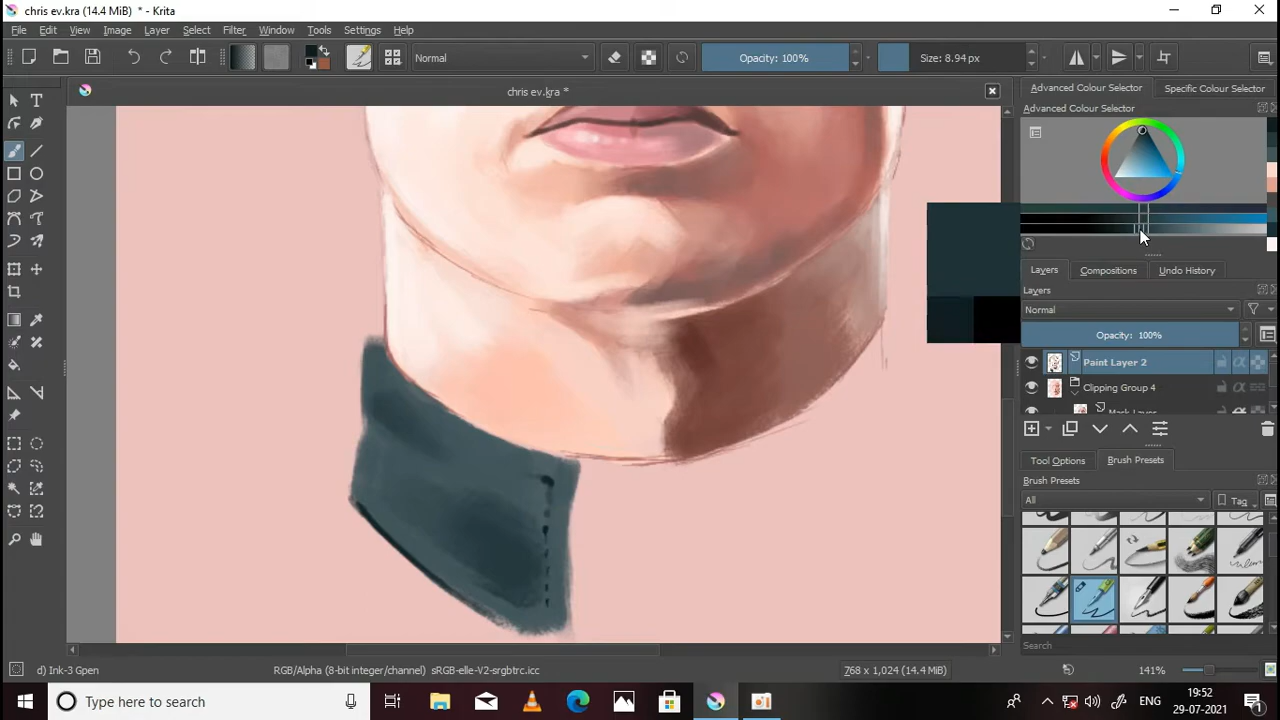 chris ev.kra (14.4 MiB) * - Krita
File Edit View Image Layer Select Filter Tools Settings Window Help
Normal
Opacity: 100%
Size: 8.94 px
chris ev.kra *
Advanced Colour Selector
Specific Colour Selector
Advanced Colour Selector
Layers
Compositions
Undo History
Layers
Normal
Opacity: 100%
Paint Layer 2
Clipping Group 4
Mask Layer
Tool Options
Brush Presets
Brush Presets
All
Tag
Search
d) Ink-3 Gpen
RGB/Alpha (8-bit integer/channel) sRGB-elle-V2-srgbtrc.icc
768 x 1,024 (14.4 MiB)
141%
Type here to search
ENG
19:52
29-07-2021